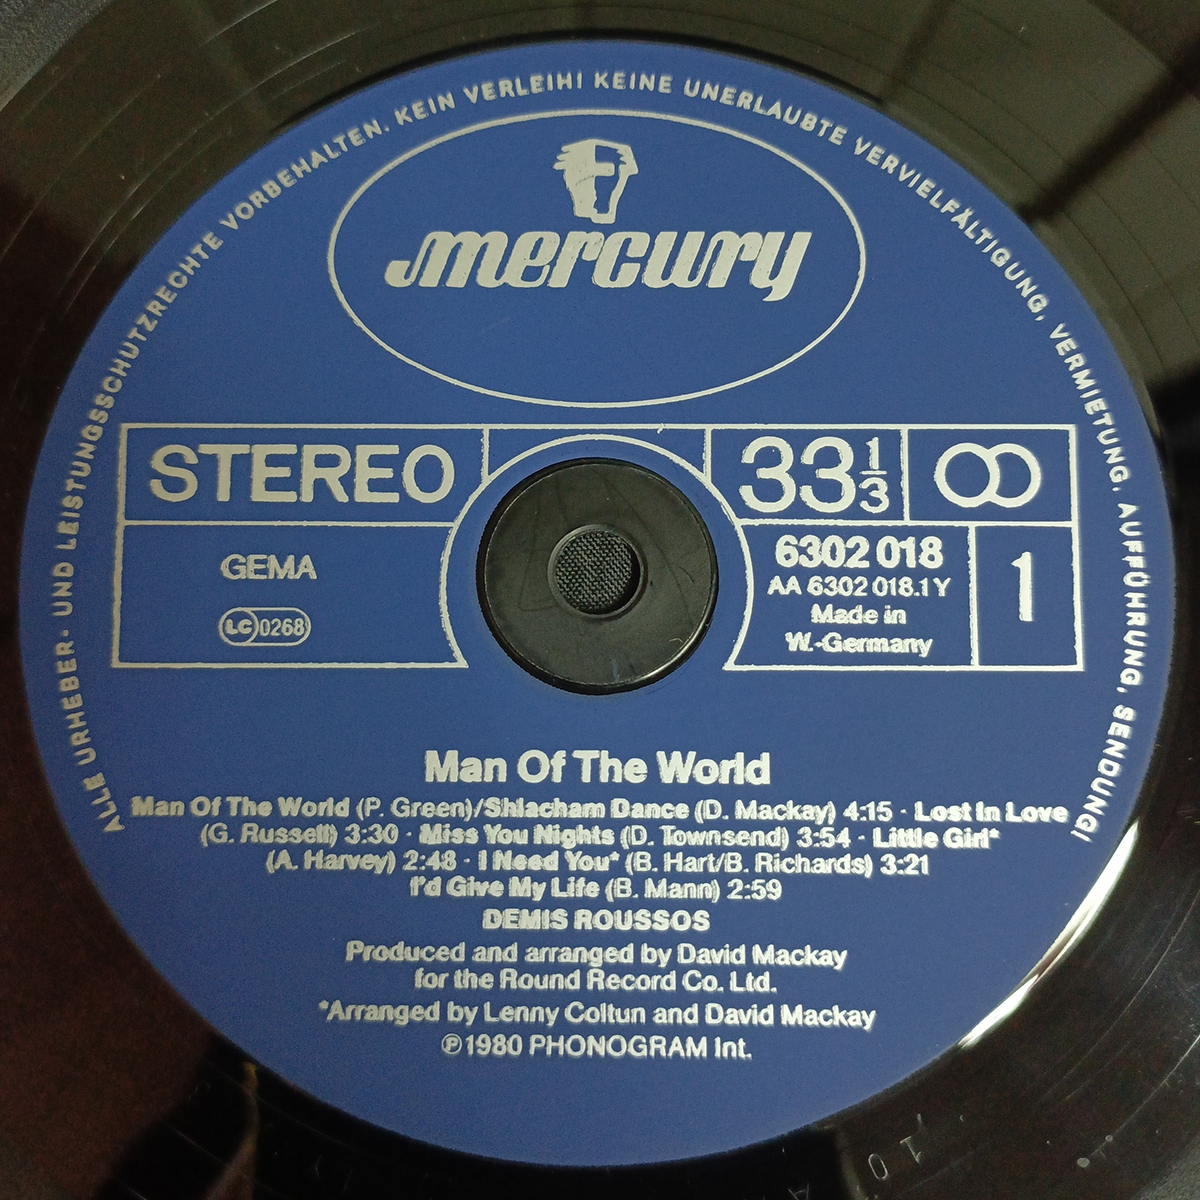 ALLE URHEBER- UND LEISTUNGSSCHUTZRECHTE VORBEHALTEN. KEIN VERLEIH! KEINE UNERLAUBTE VERVIELFÄLTIGUNG, VERMIETUNG, AUFFÜHRUNG, SENDUNG!
mercury
STEREO
33 1/3
GEMA
LC 0268
6302 018
AA 6302 018.1 Y
Made in
W.-Germany
1
Man Of The World
Man Of The World (P. Green)/Shlacham Dance (D. Mackay) 4:15 · Lost In Love
(G. Russell) 3:30 · Miss You Nights (D. Townsend) 3:54 · Little Girl*
(A. Harvey) 2:48 · I Need You* (B. Hart/B. Richards) 3:21
I'd Give My Life (B. Mann) 2:59
DEMIS ROUSSOS
Produced and arranged by David Mackay
for the Round Record Co. Ltd.
*Arranged by Lenny Coltun and David Mackay
℗1980 PHONOGRAM Int.